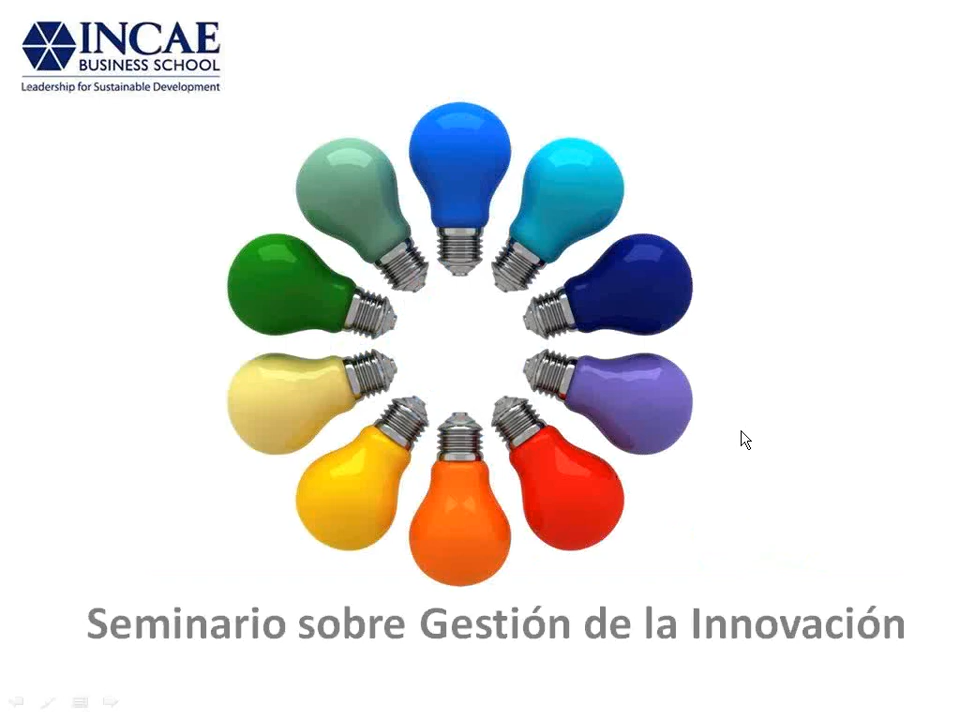 INCAE
BUSINESS SCHOOL
Leadership for Sustainable Development
Seminario sobre Gestión de la Innovación